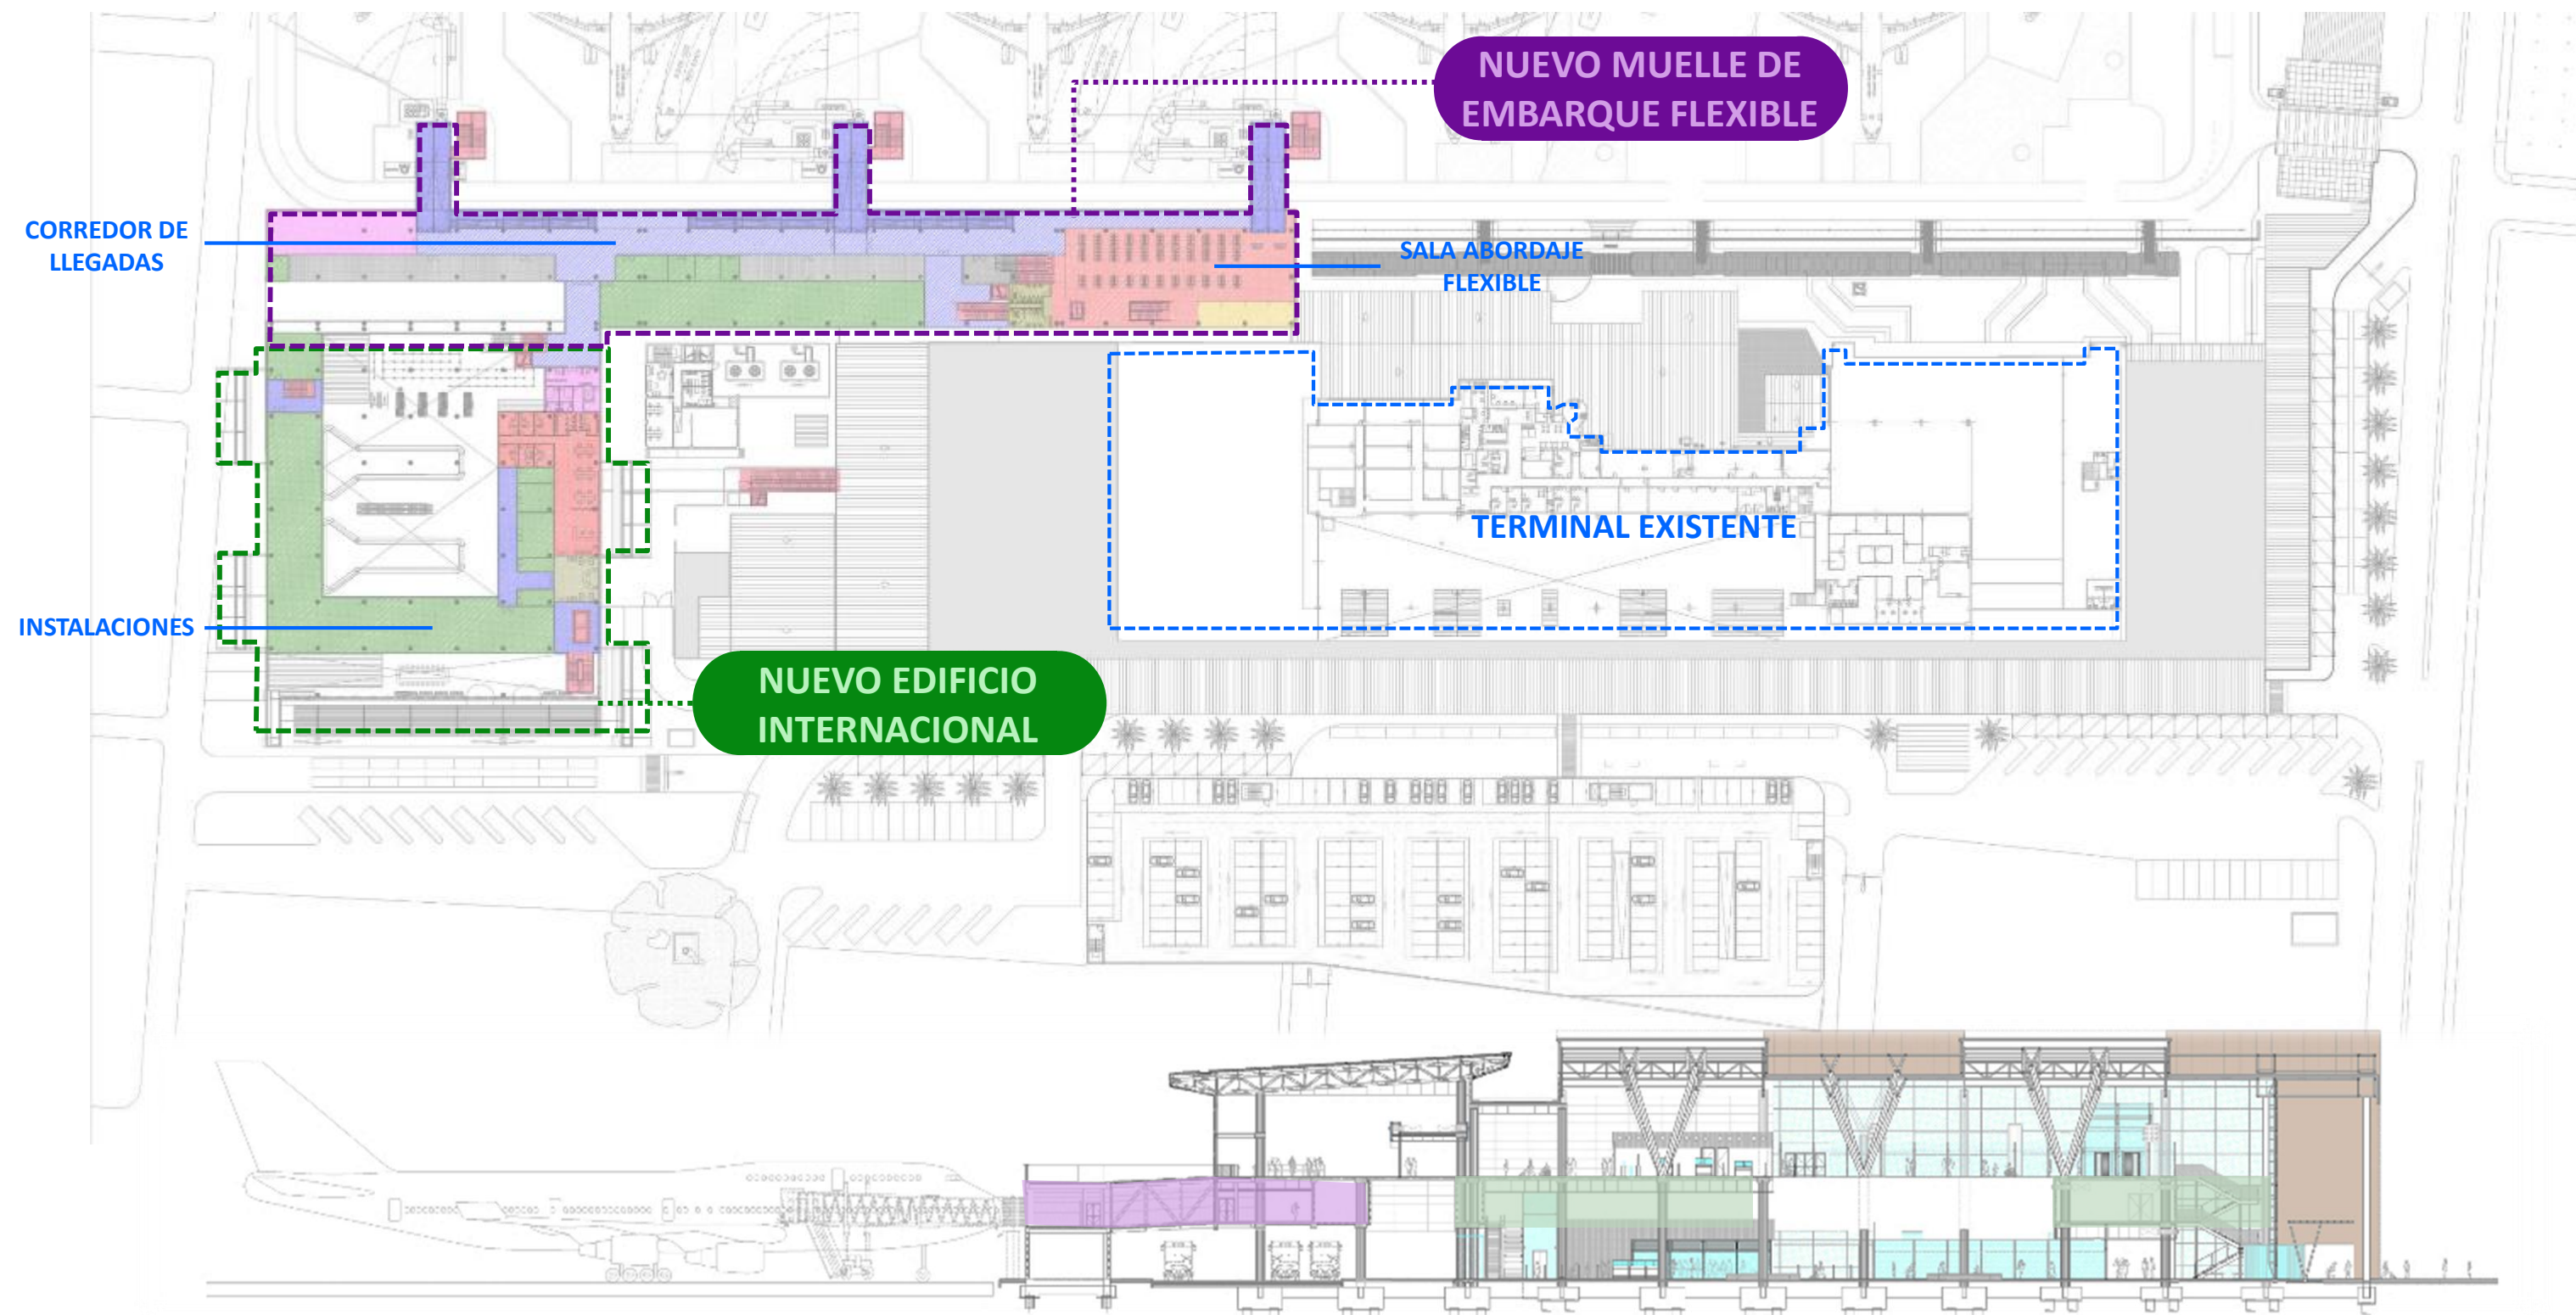 NUEVO MUELLE DE
EMBARQUE FLEXIBLE
CORREDOR DE
LLEGADAS
SALA ABORDAJE
FLEXIBLE
TERMINAL EXISTENTE
INSTALACIONES
NUEVO EDIFICIO
INTERNACIONAL